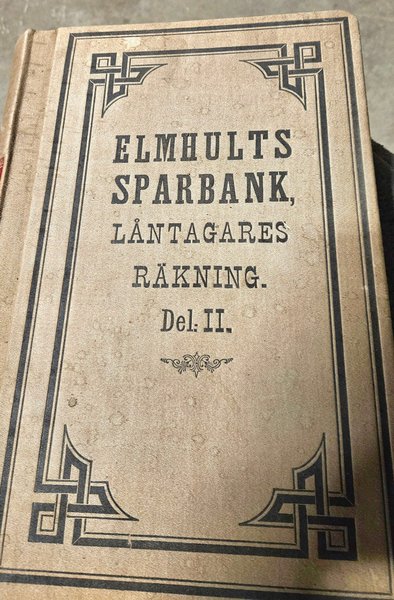 ELMHULTS
SPARBANK,
LÅNTAGARES
RÄKNING.
Del: II.